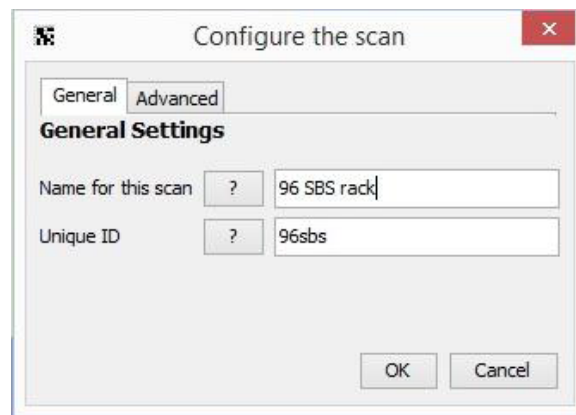 Configure the scan
General Advanced
General Settings
Name for this scan ? 96 SBS rack
Unique ID ? 96sbs
OK Cancel